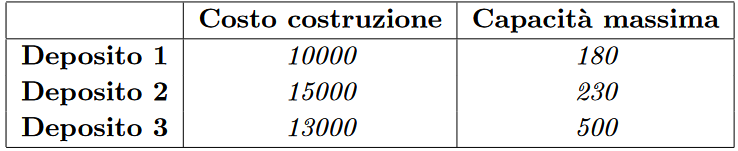 Costo costruzione Capacità massima
Deposito 1 10000 180
Deposito 2 15000 230
Deposito 3 13000 500